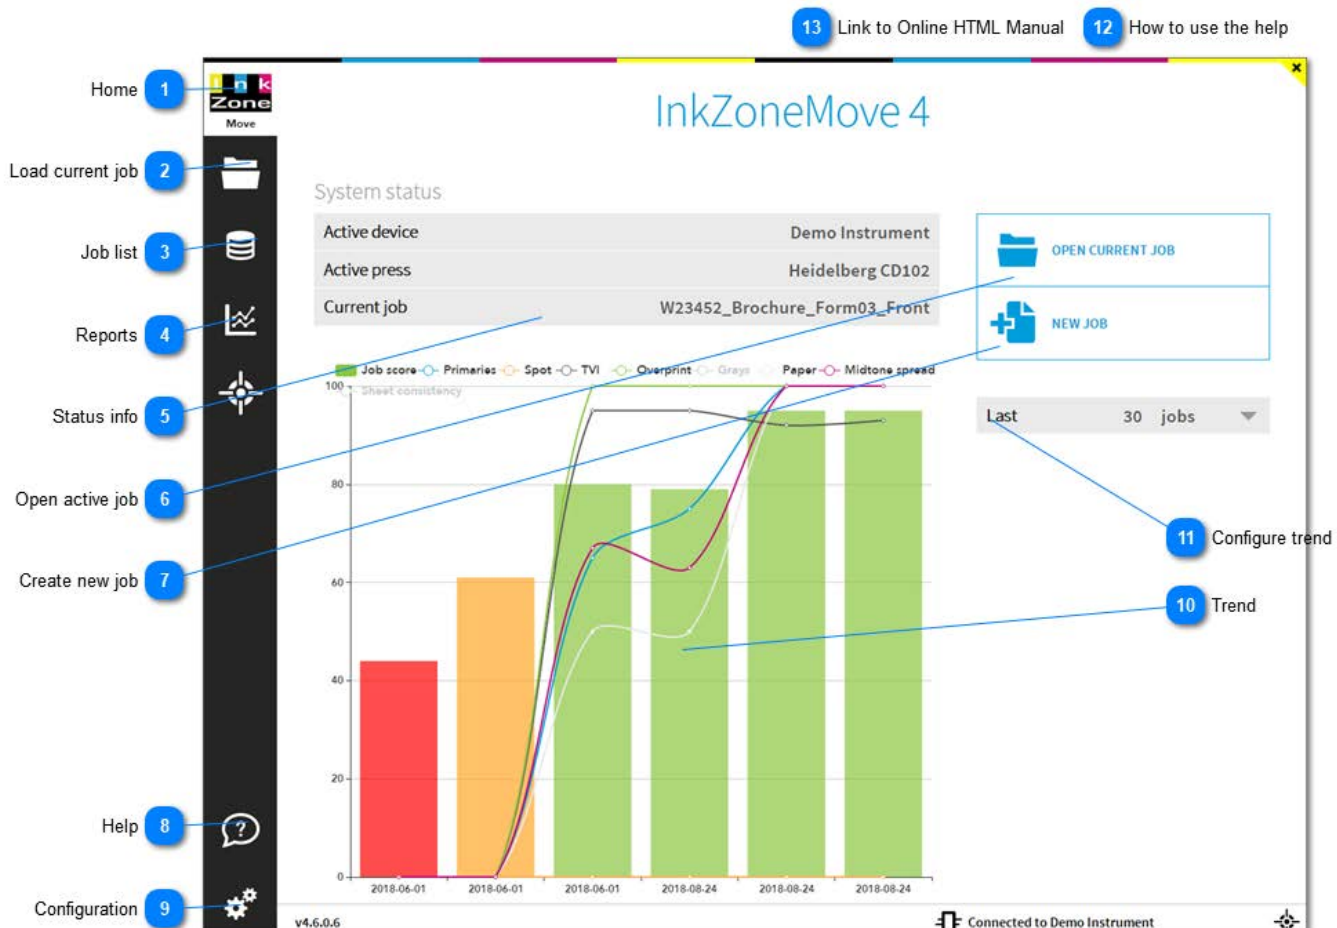 13 Link to Online HTML Manual 12 How to use the help
Home 1
Ink
Zone
Move
InkZoneMove 4
Load current job 2
System status
Active device Demo Instrument
Active press Heidelberg CD102
Current job W23452_Brochure_Form03_Front
OPEN CURRENT JOB
NEW JOB
Job list 3
Reports 4
Job score Primaries Spot TVI Overprint Grays Paper Midtone spread
Sheet consistency
Status info 5
Last 30 jobs
Open active job 6
11 Configure trend
Create new job 7
10 Trend
100
80
60
40
20
0
2018-06-01 2018-06-01 2018-06-01 2018-08-24 2018-08-24 2018-08-24
Help 8
?
Configuration 9
v4.6.0.6 Connected to Demo Instrument